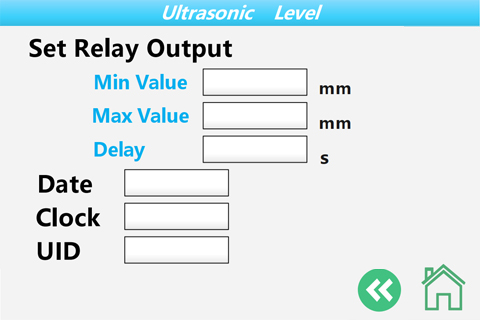 Ultrasonic Level
Set Relay Output
Min Value mm
Max Value mm
Delay s
Date
Clock
UID